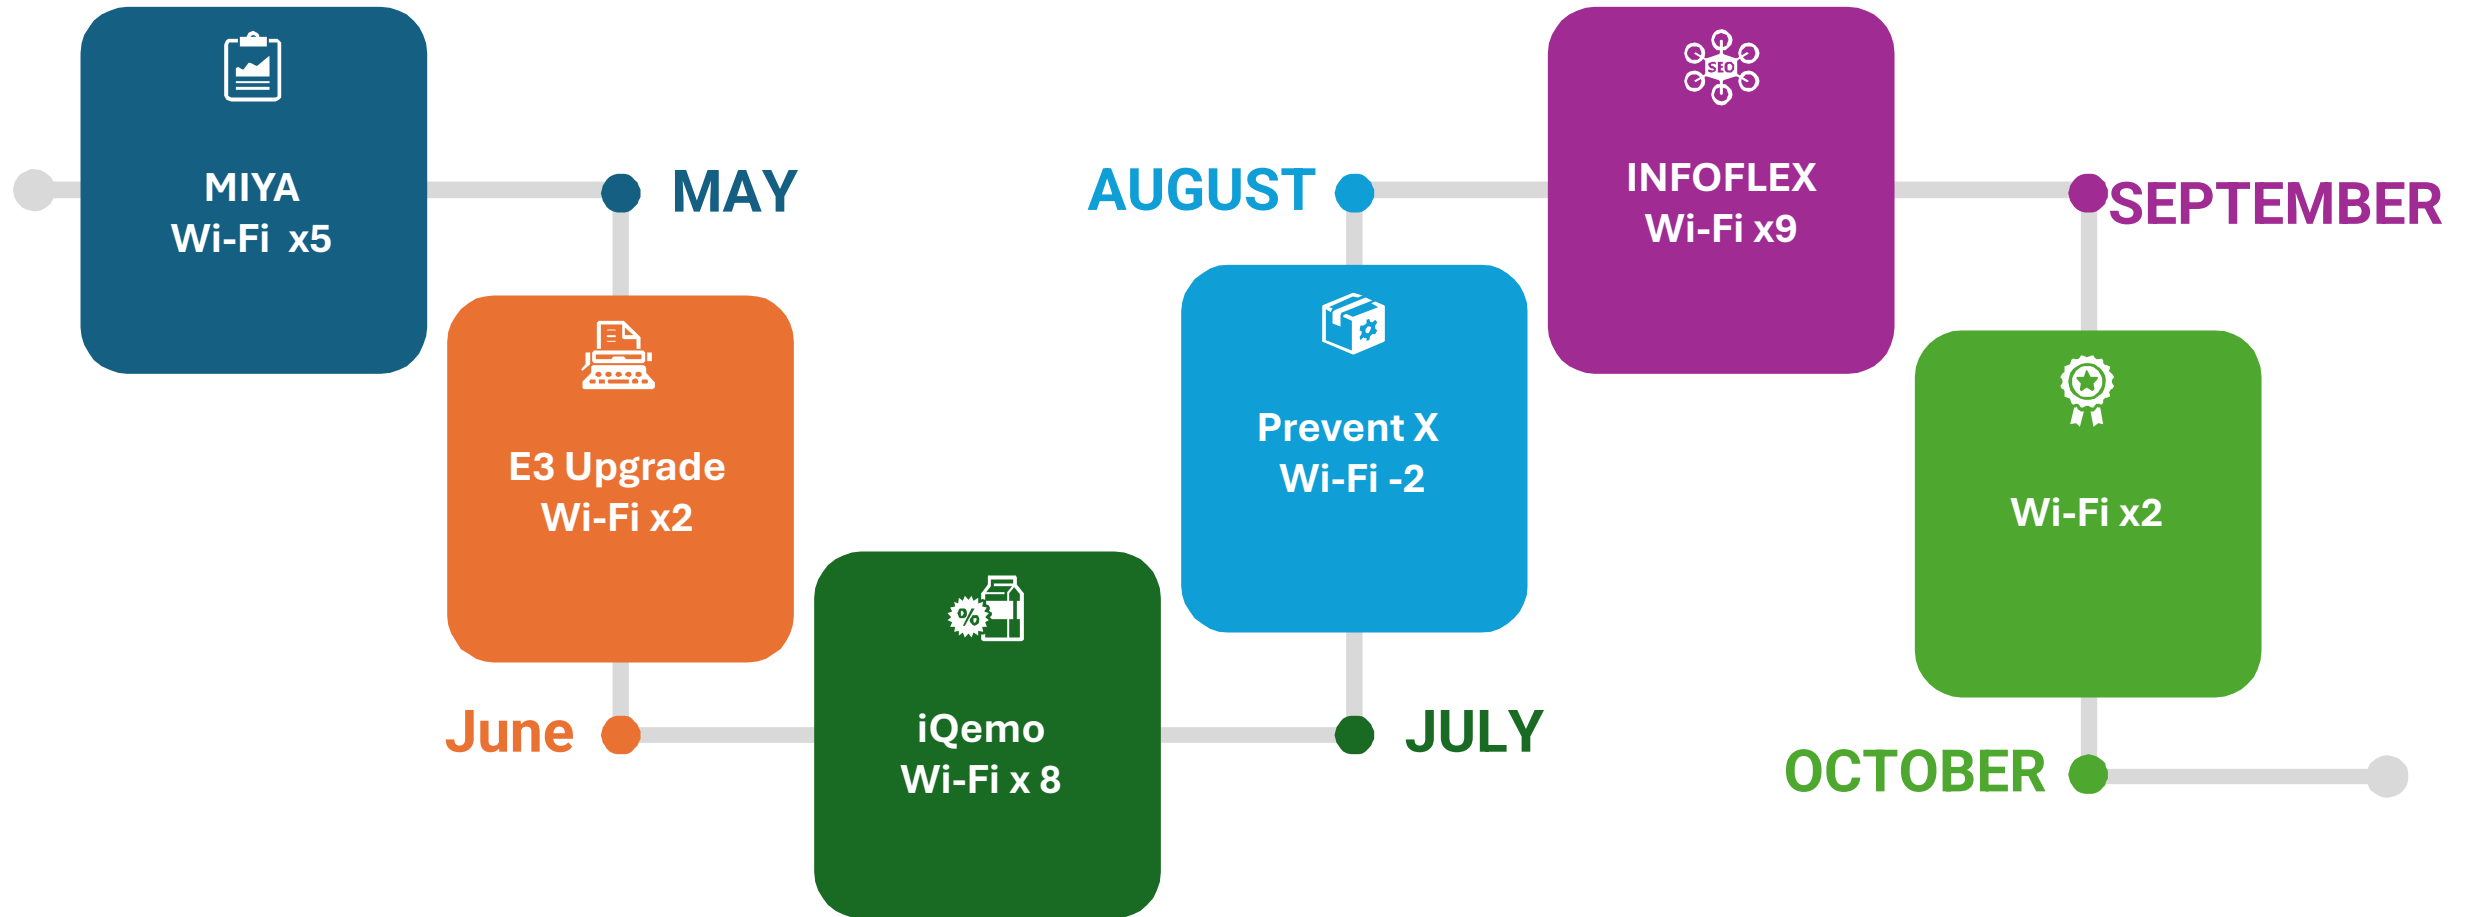 MIYA
Wi-Fi  x5
MAY
E3 Upgrade
Wi-Fi x2
June
%
iQemo
Wi-Fi x 8
JULY
Prevent X
Wi-Fi -2
AUGUST
SEO
INFOFLEX
Wi-Fi x9
SEPTEMBER
Wi-Fi x2
OCTOBER